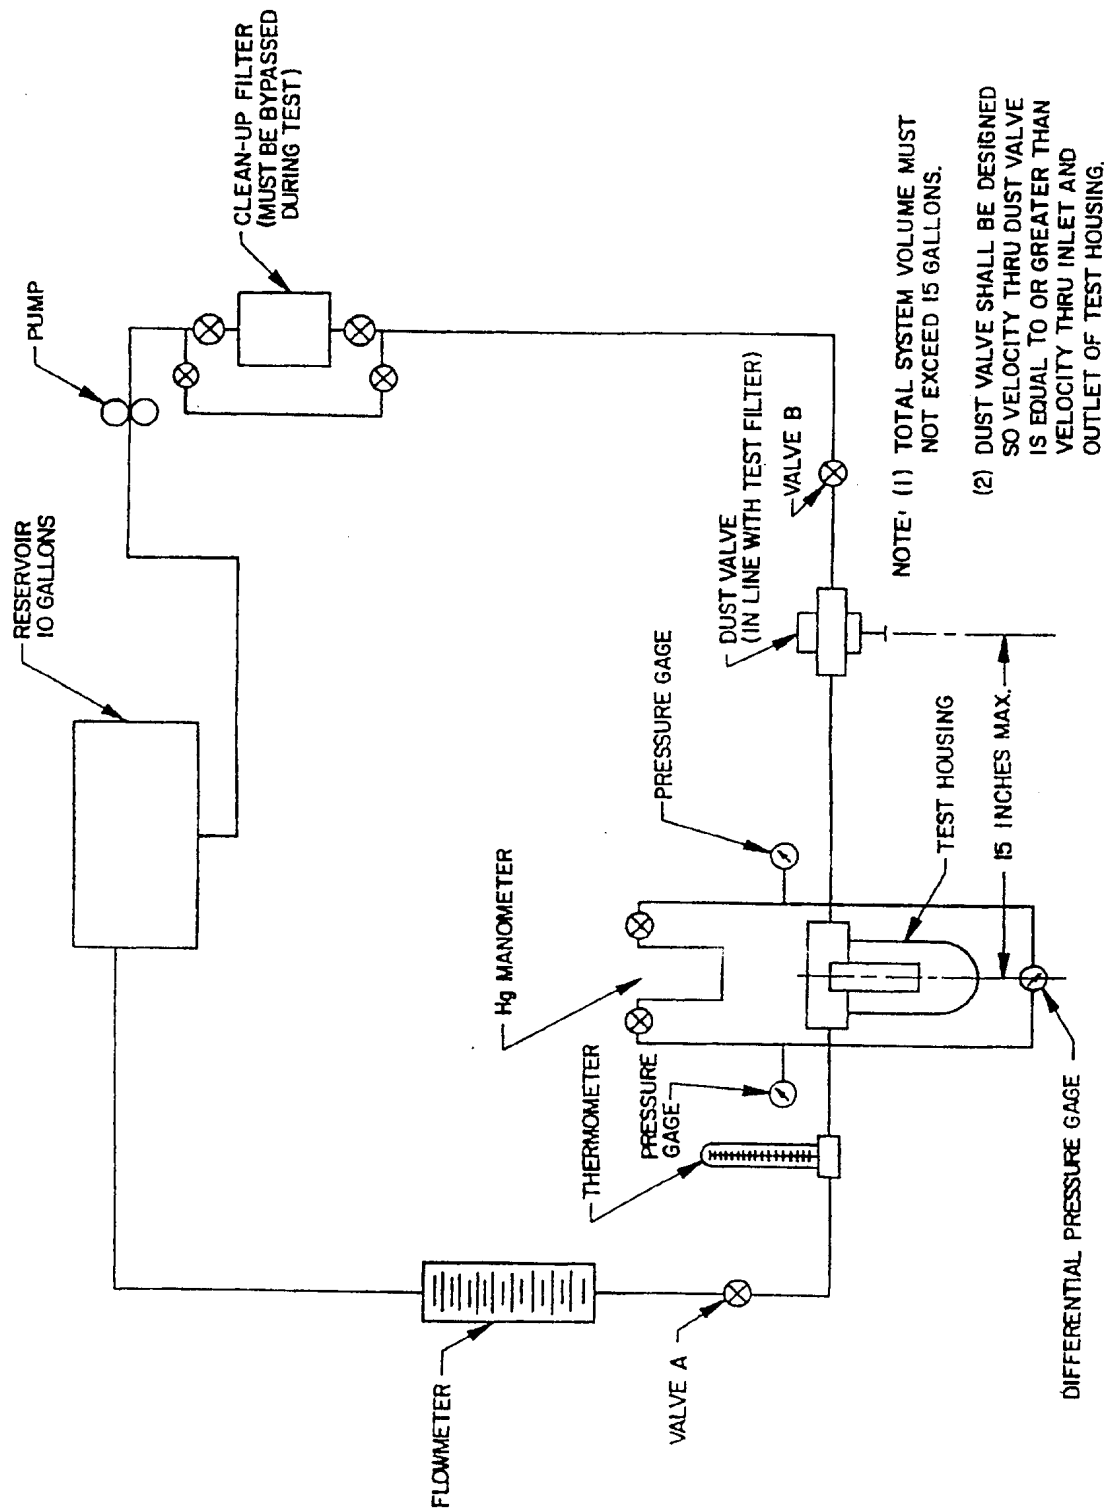 RESERVOIR
10 GALLONS
PUMP
CLEAN-UP FILTER
(MUST BE BYPASSED
DURING TEST)
FLOWMETER
VALVE A
THERMOMETER
PRESSURE
GAGE
Hg MANOMETER
PRESSURE GAGE
DUST VALVE
(IN LINE WITH TEST FILTER)
VALVE B
TEST HOUSING
15 INCHES MAX.
DIFFERENTIAL PRESSURE GAGE
NOTE: (1) TOTAL SYSTEM VOLUME MUST
NOT EXCEED 15 GALLONS.
(2) DUST VALVE SHALL BE DESIGNED
SO VELOCITY THRU DUST VALVE
IS EQUAL TO OR GREATER THAN
VELOCITY THRU INLET AND
OUTLET OF TEST HOUSING.